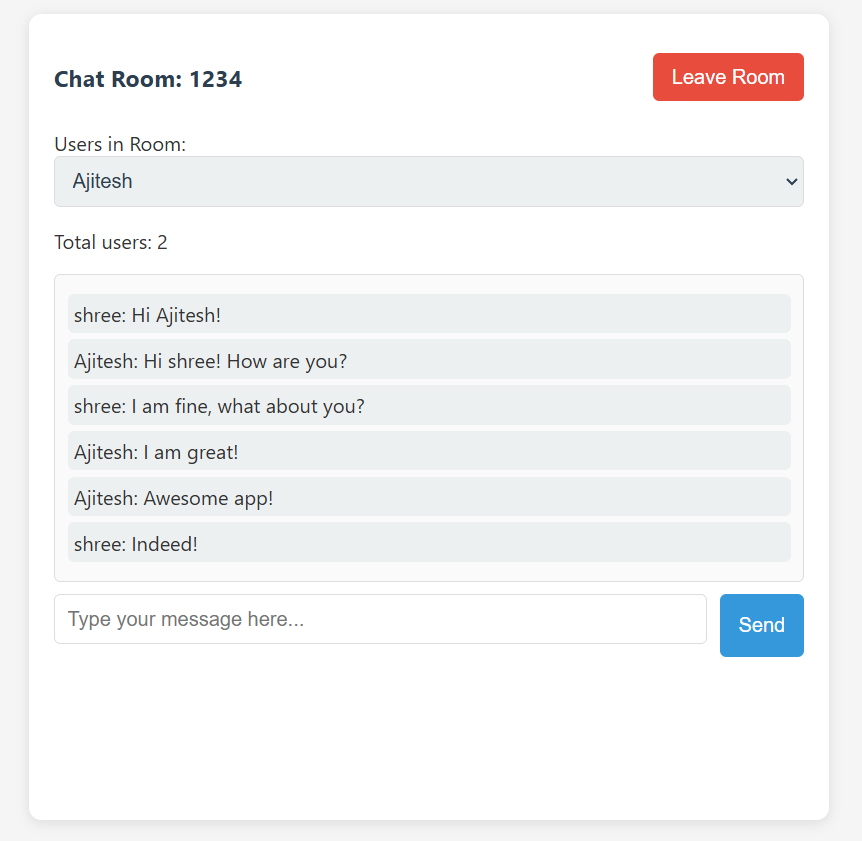 Chat Room: 1234
Leave Room
Users in Room:
Ajitesh
Total users: 2
shree: Hi Ajitesh!
Ajitesh: Hi shree! How are you?
shree: I am fine, what about you?
Ajitesh: I am great!
Ajitesh: Awesome app!
shree: Indeed!
Type your message here...
Send